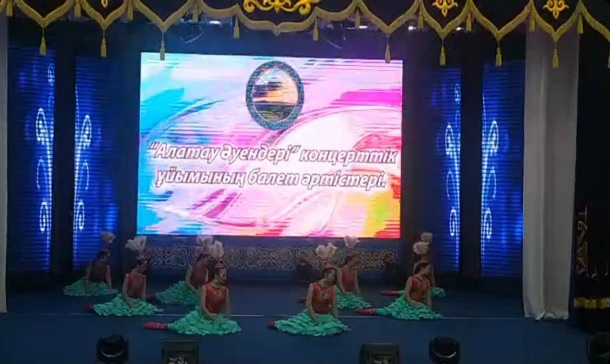 "Алатау әуендері" концерттік
ұйымының балет әртістері.